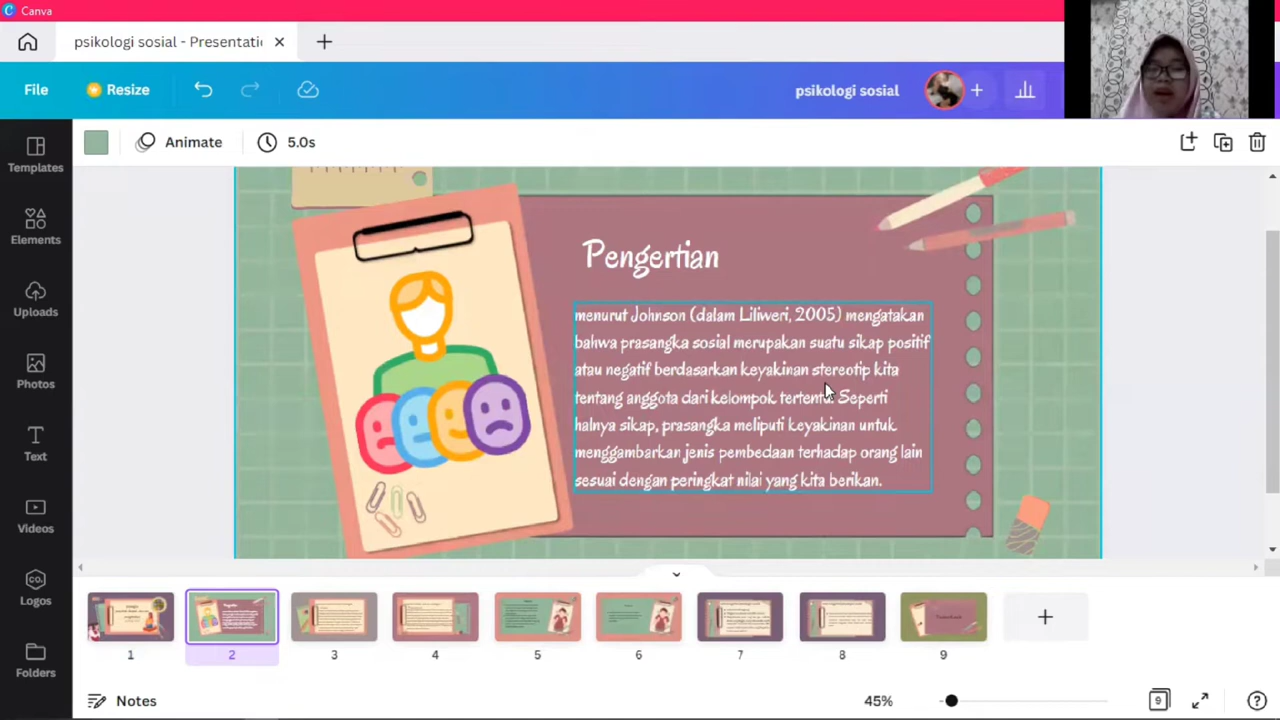 Canva
psikologi sosial - Presentatic
File
Resize
psikologi sosial
Animate
5.0s
Templates
Elements
Uploads
Photos
Text
Videos
CO.
Logos
Folders
Pengertian
menurut Johnson (dalam Liliweri, 2005) mengatakan
bahwa prasangka sosial merupakan suatu sikap positif
atau negatif berdasarkan keyakinan stereotip kita
tentang anggota dari kelompok tertentu. Seperti
halnya sikap, prasangka meliputi keyakinan untuk
menggambarkan jenis pembedaan terhadap orang lain
sesuai dengan peringkat nilai yang kita berikan.
1
2
3
4
5
6
7
8
9
Notes
45%
9